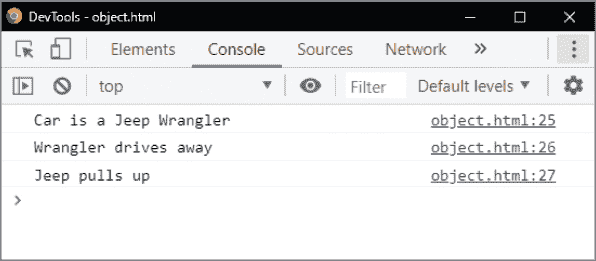 DevTools - object.html
Elements Console Sources Network »
top Filter Default levels ▼
Car is a Jeep Wrangler object.html:25
Wrangler drives away object.html:26
Jeep pulls up object.html:27
>